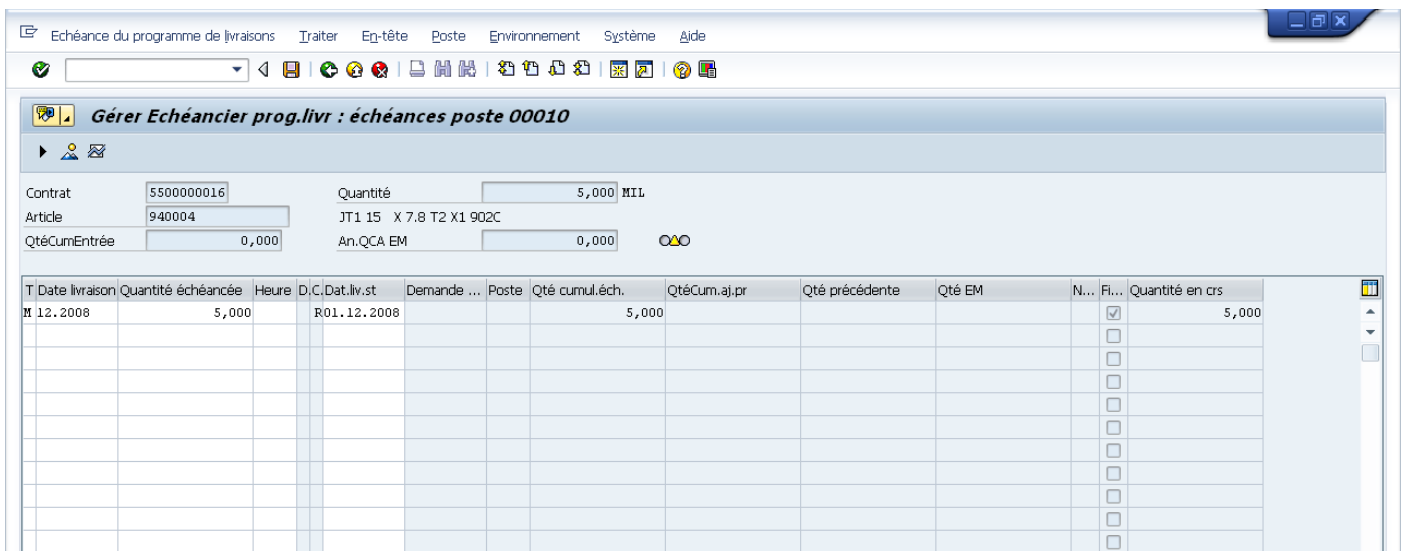 Echéance du programme de livraisons Traiter En-tête Poste Environnement Système Aide
Gérer Echéancier prog.livr : échéances poste 00010
Contrat 5500000016 Quantité 5,000 MIL
Article 940004 JT1 15 X 7.8 T2 X1 902C
QtéCumEntrée 0,000 An.QCA EM 0,000
T Date livraison Quantité échéancée Heure D. C. Dat.liv.st Demande ... Poste Qté cumul.éch. QtéCum.aj.pr Qté précédente Qté EM N... Fi... Quantité en crs
M 12.2008 5,000 R 01.12.2008 5,000 5,000